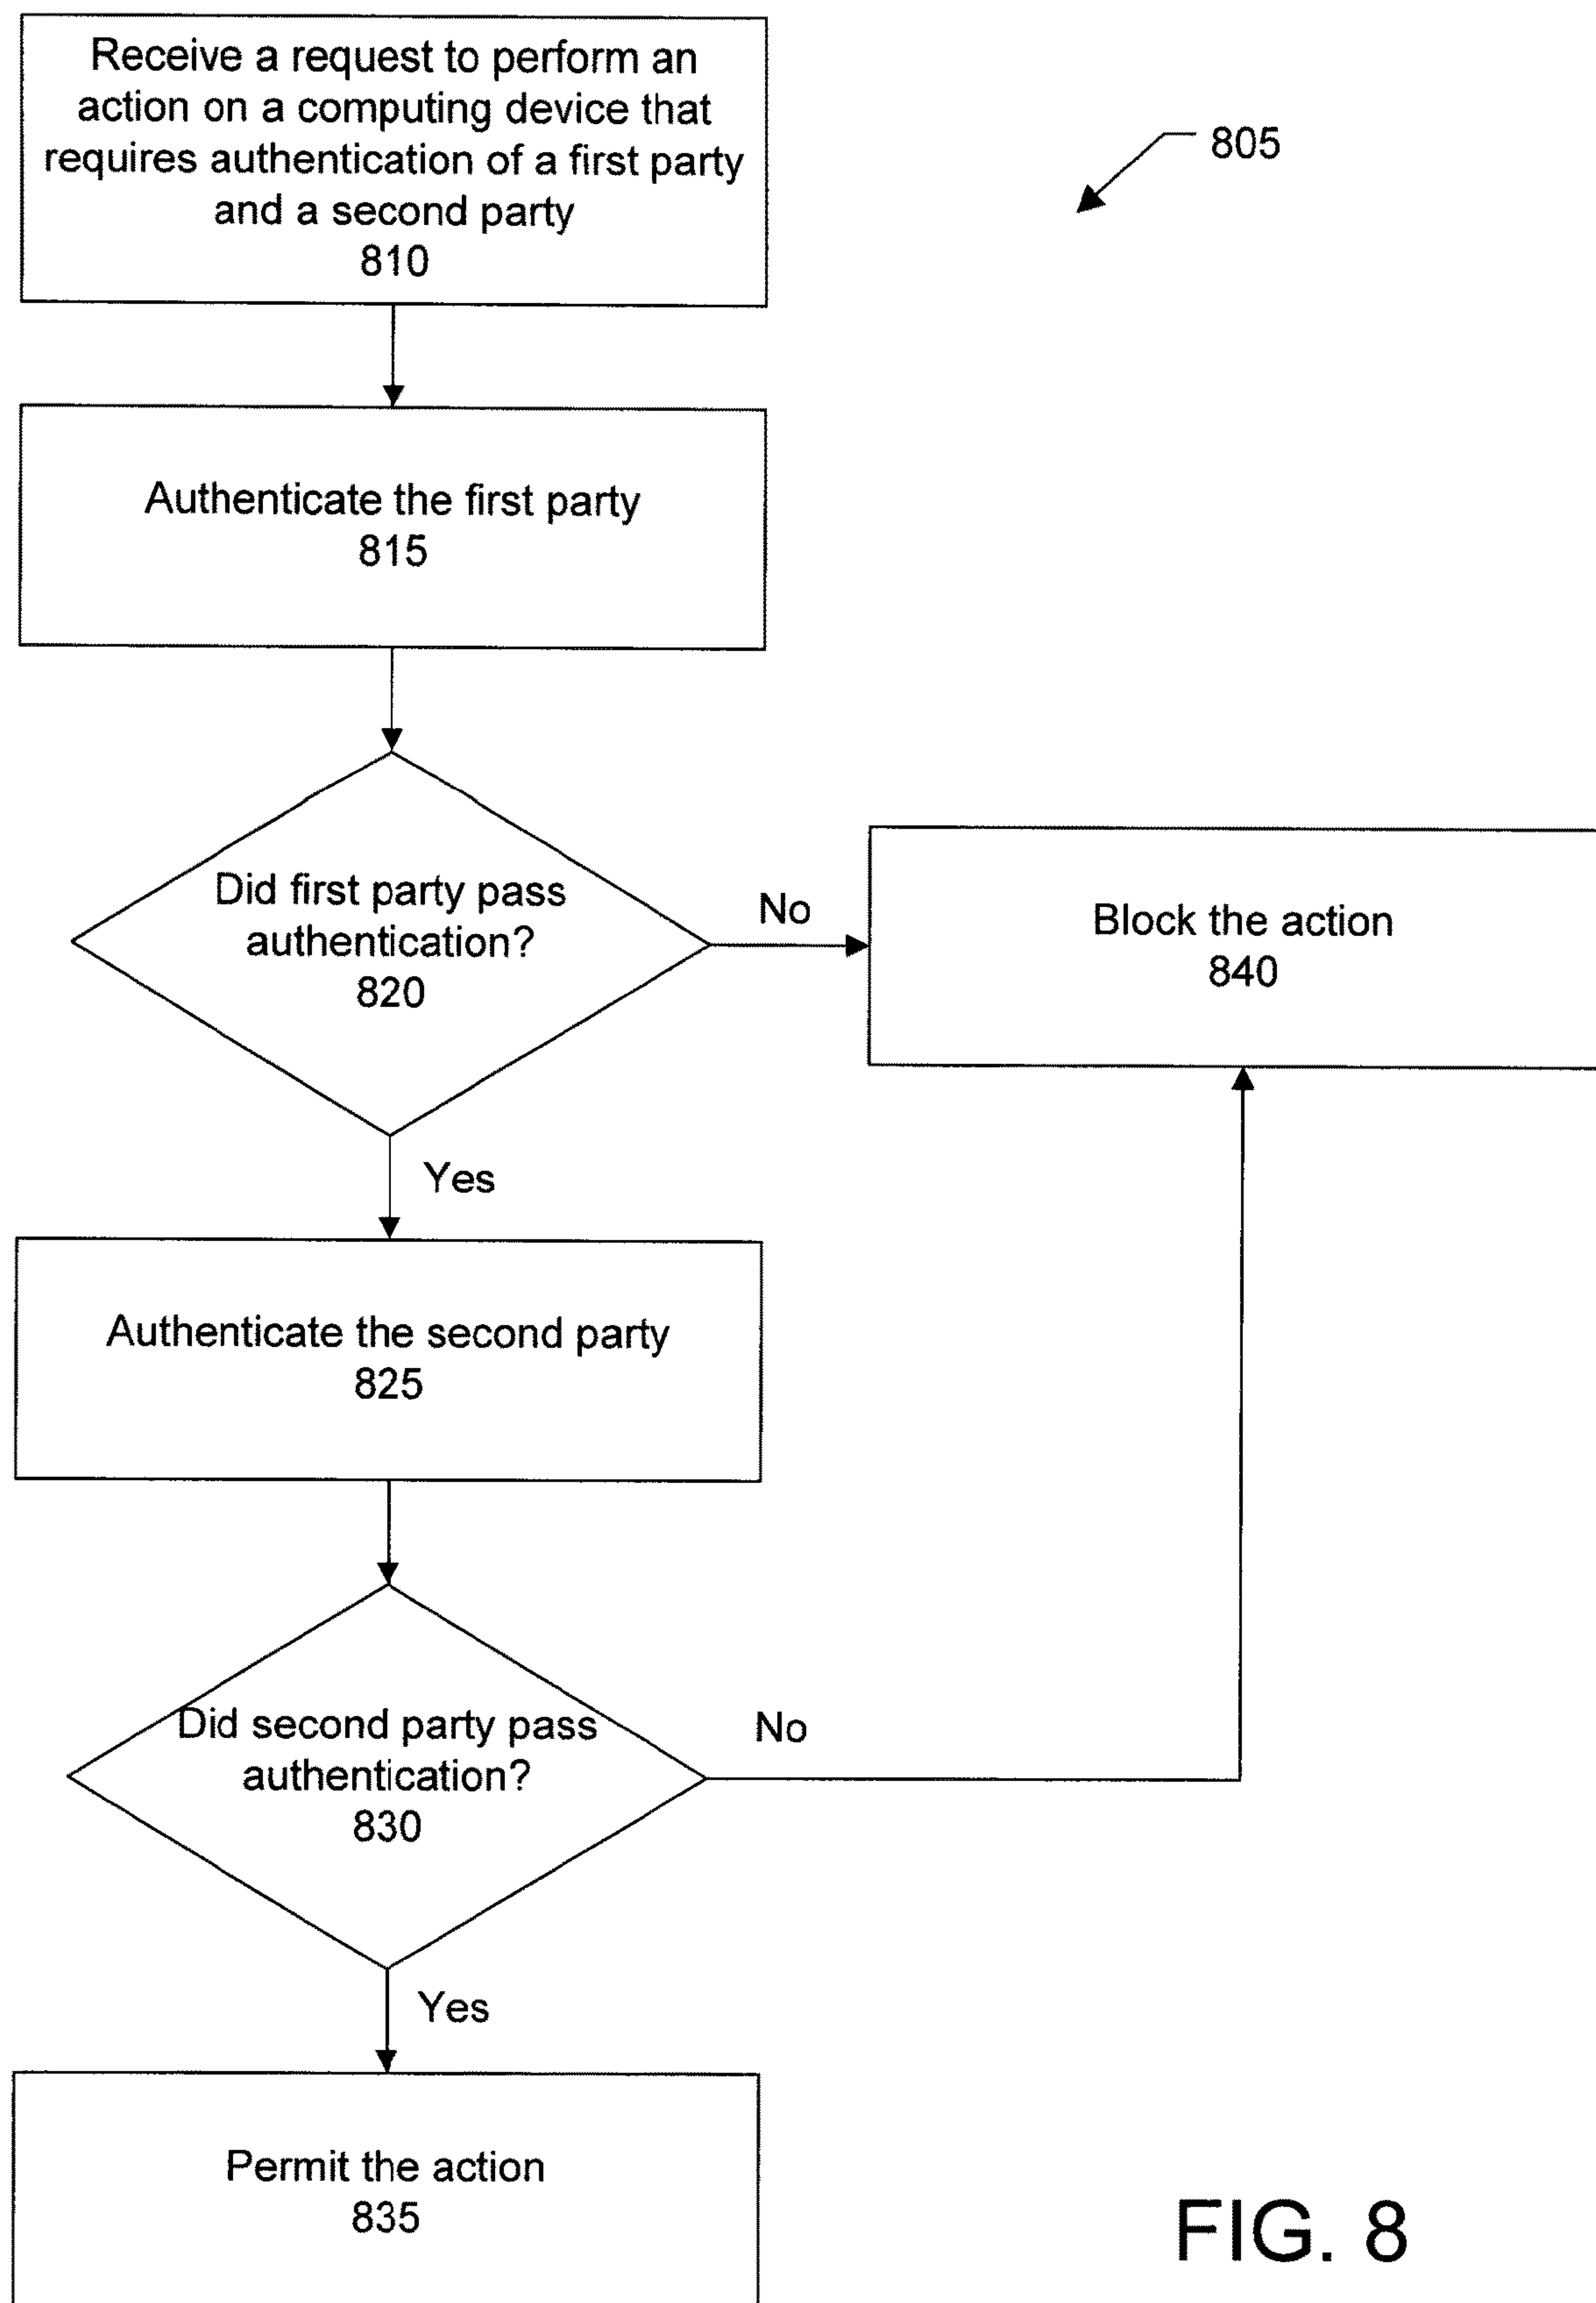 Receive a request to perform an
action on a computing device that
requires authentication of a first party
and a second party
810
805
Authenticate the first party
815
Did first party pass
authentication?
820
No
Block the action
840
Yes
Authenticate the second party
825
Did second party pass
authentication?
830
No
Yes
Permit the action
835
FIG. 8